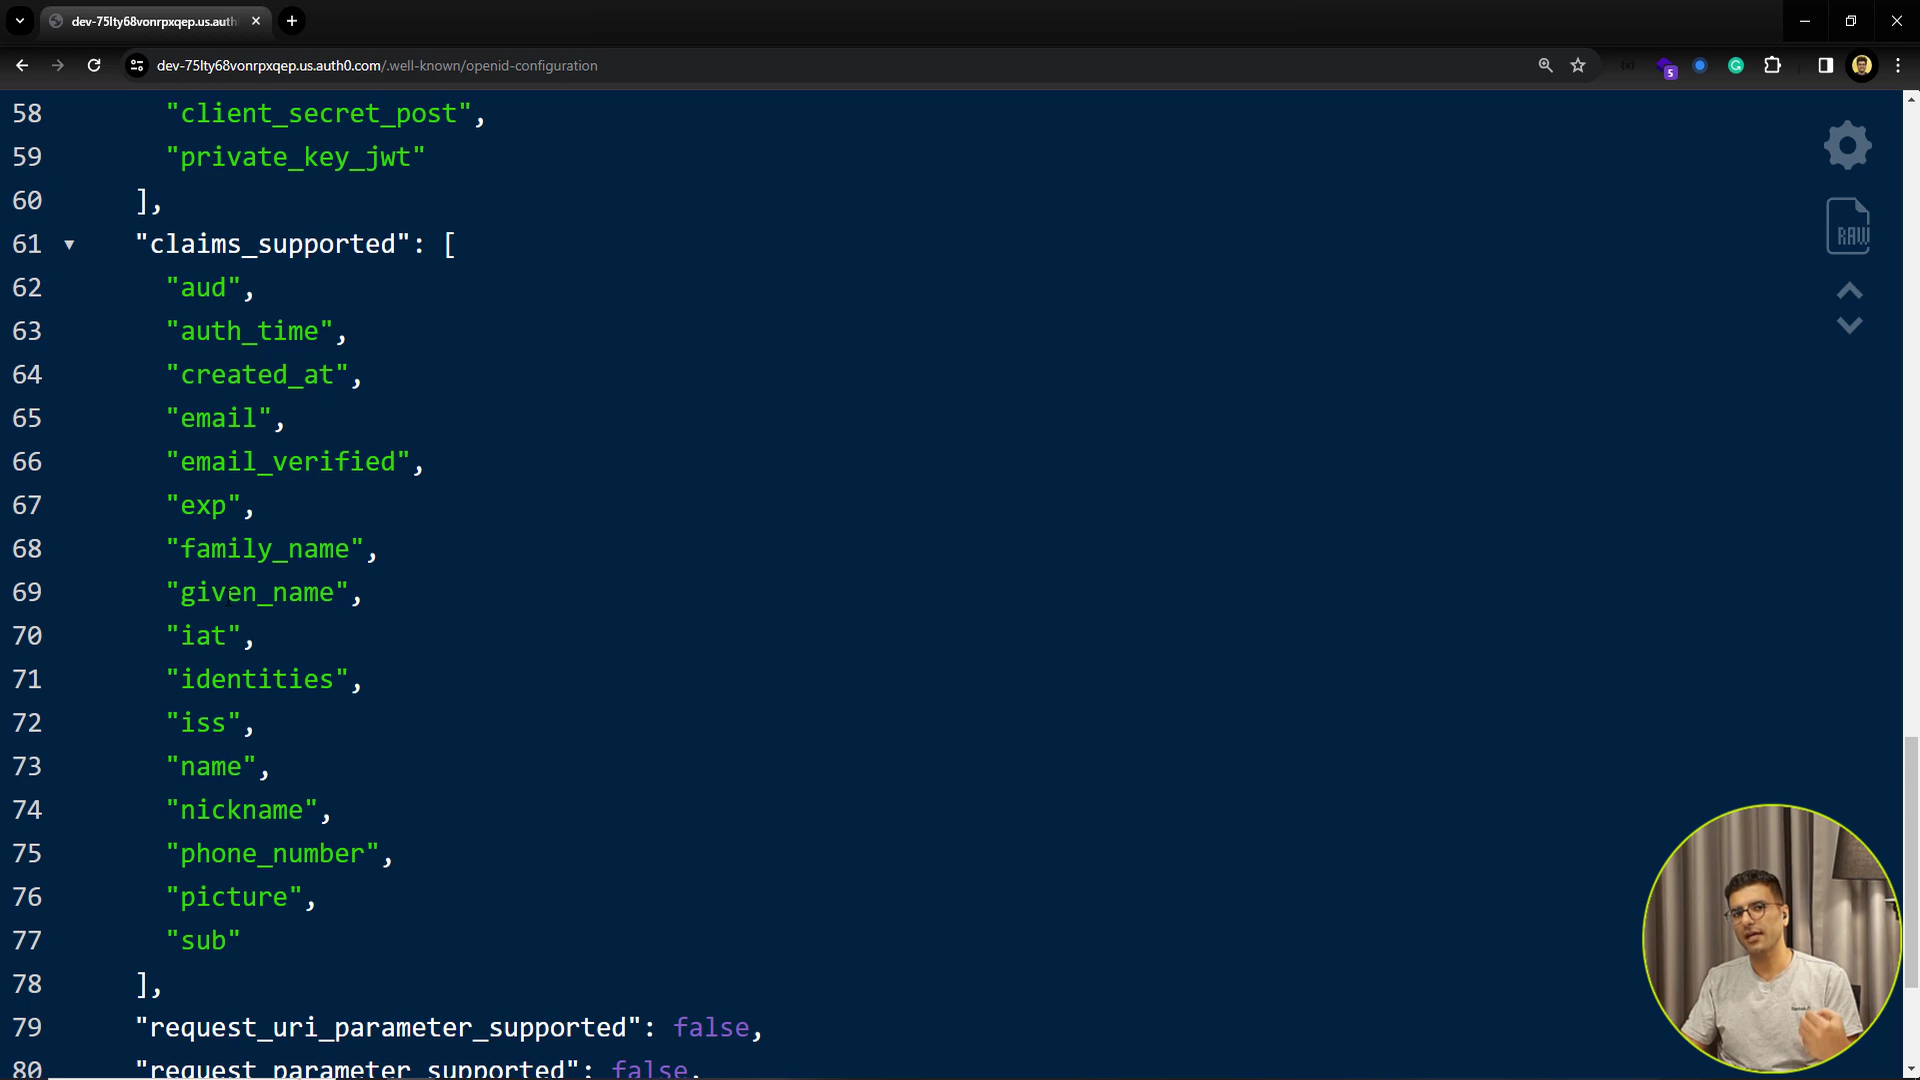 dev-75lty68vonrpxqep.us.auth
dev-75lty68vonrpxqep.us.auth0.com/.well-known/openid-configuration
5
58 "client_secret_post",
59 "private_key_jwt"
60 ],
61 "claims_supported": [
62 "aud",
63 "auth_time",
64 "created_at",
65 "email",
66 "email_verified",
67 "exp",
68 "family_name",
69 "given_name",
70 "iat",
71 "identities",
72 "iss",
73 "name",
74 "nickname",
75 "phone_number",
76 "picture",
77 "sub"
78 ],
79 "request_uri_parameter_supported": false,
80 "request_parameter_supported": false,
RAW